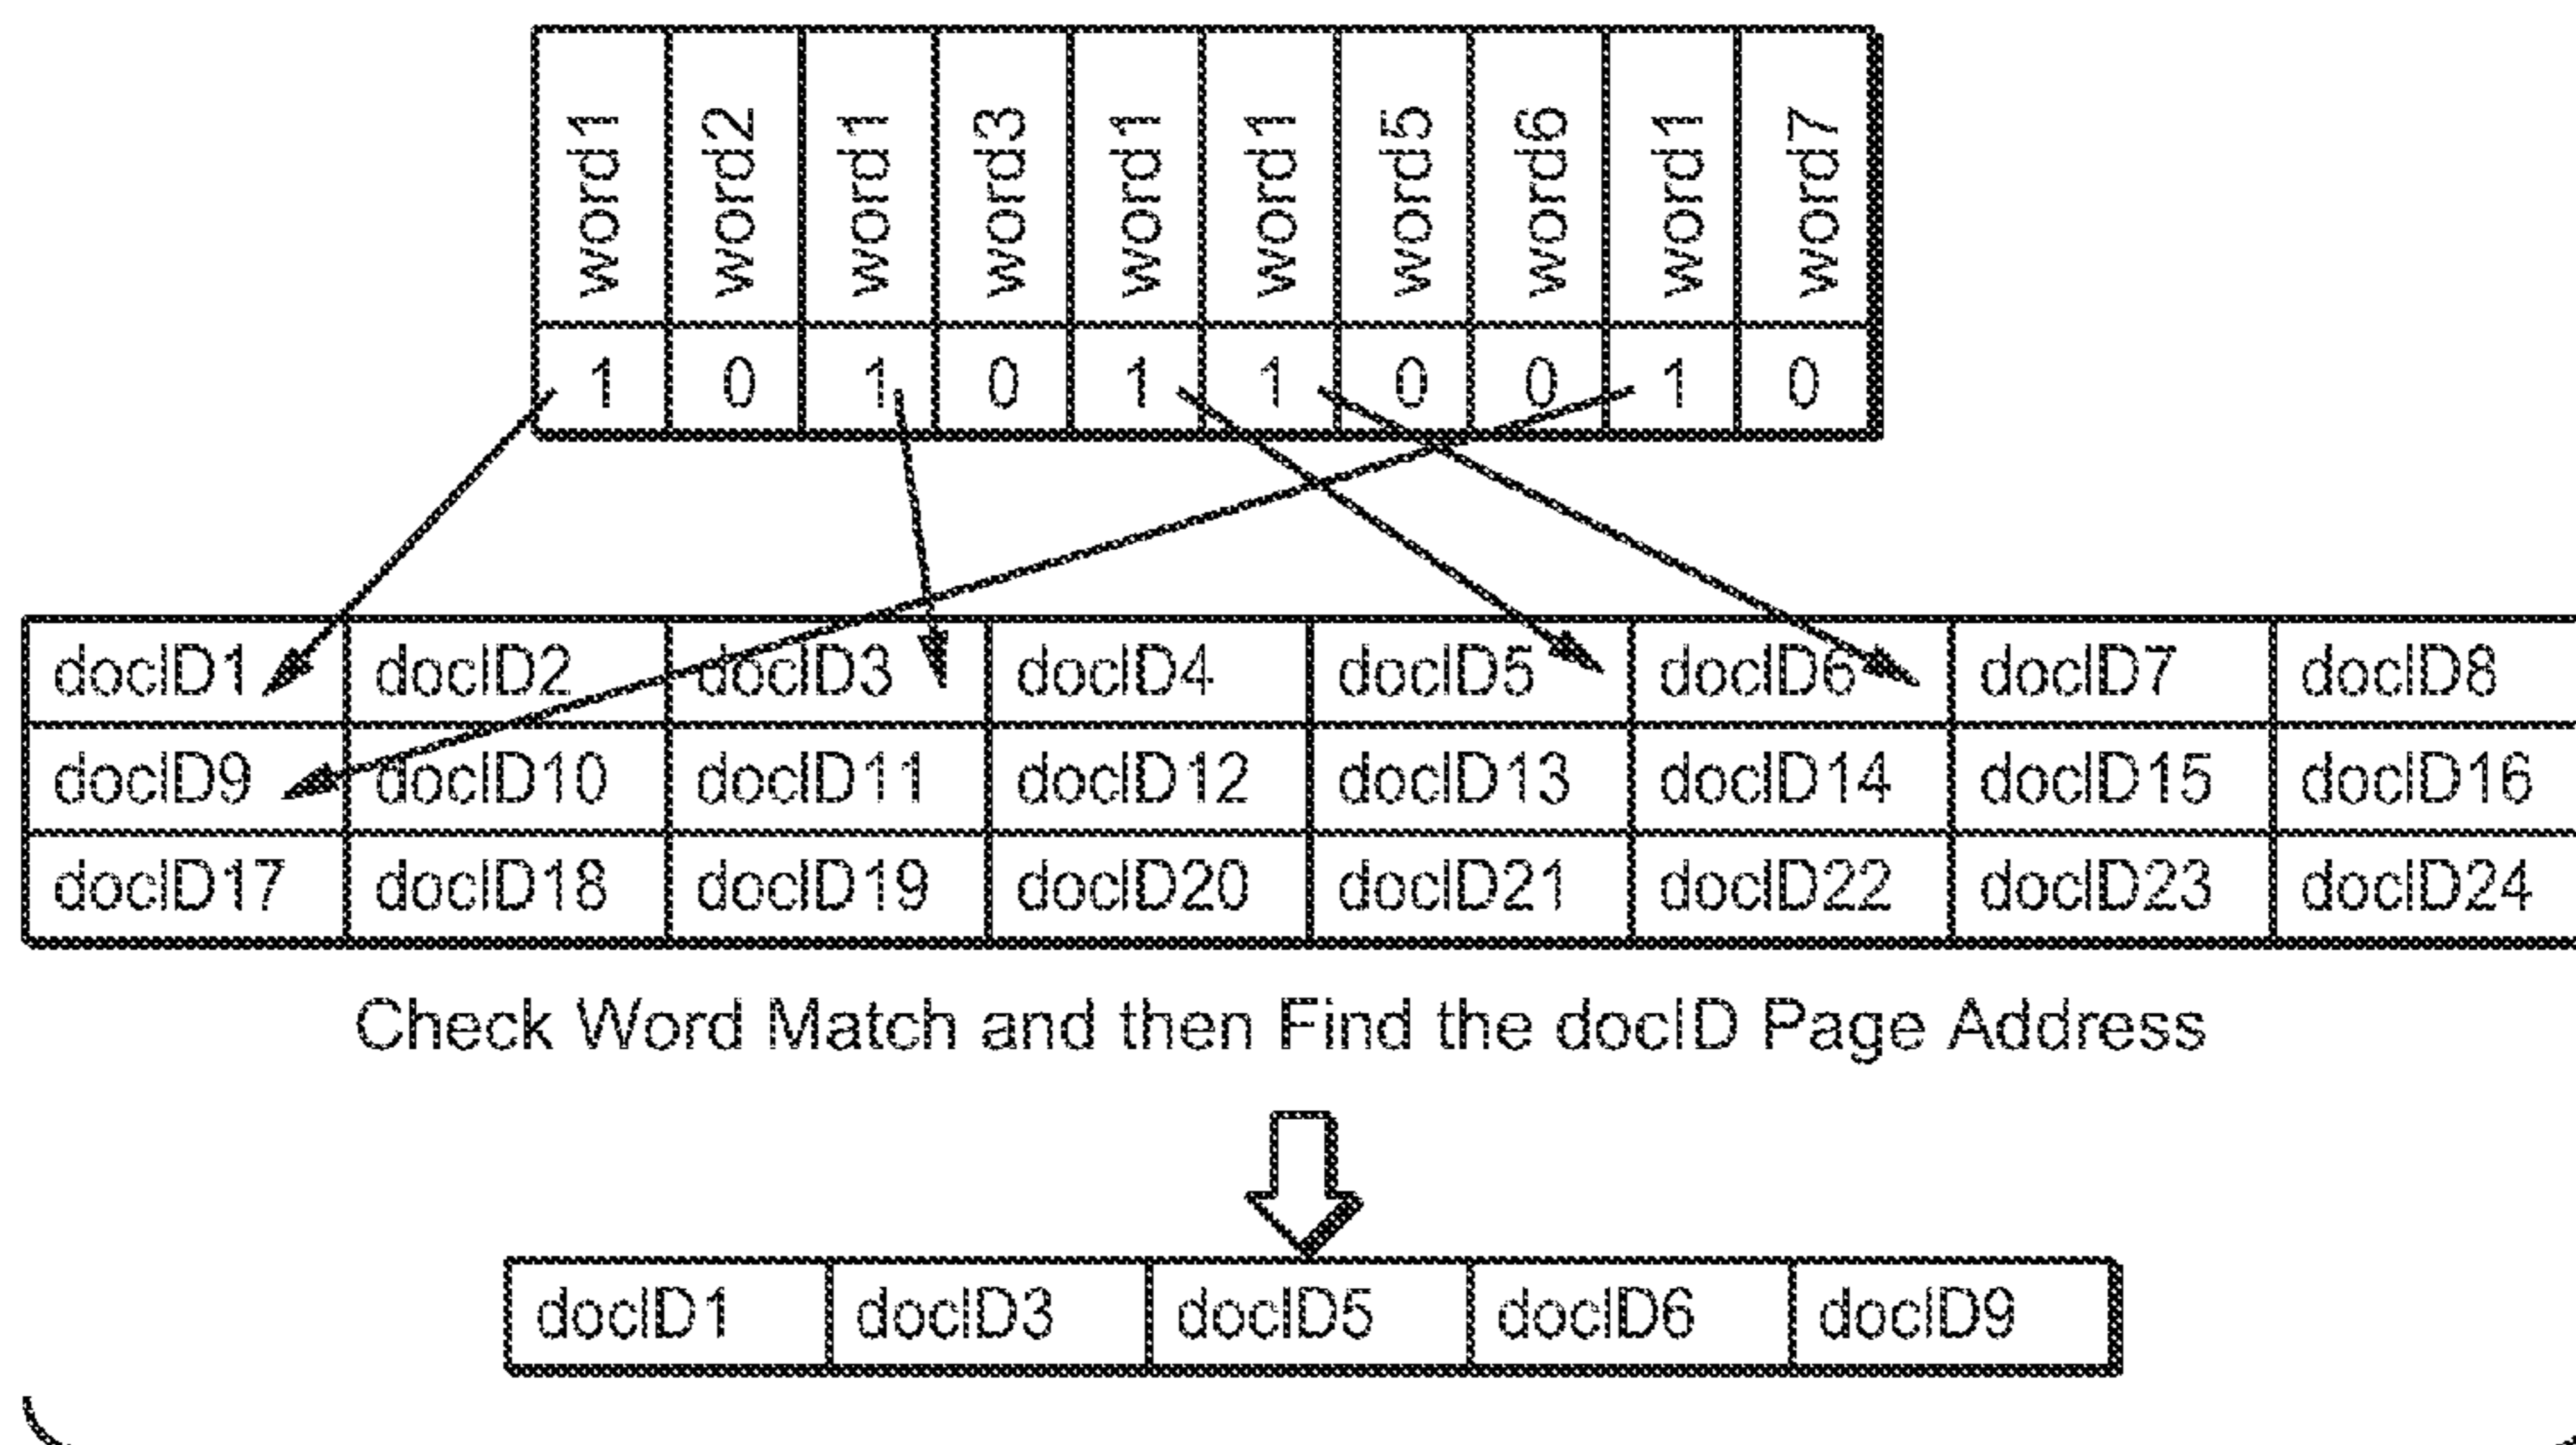 word1 word2 word1 word3 word1 word1 word5 word6 word1 word7
1 0 1 0 1 1 0 0 1 0
docID1 docID2 docID3 docID4 docID5 docID6 docID7 docID8
docID9 docID10 docID11 docID12 docID13 docID14 docID15 docID16
docID17 docID18 docID19 docID20 docID21 docID22 docID23 docID24
Check Word Match and then Find the docID Page Address
docID1 docID3 docID5 docID6 docID9